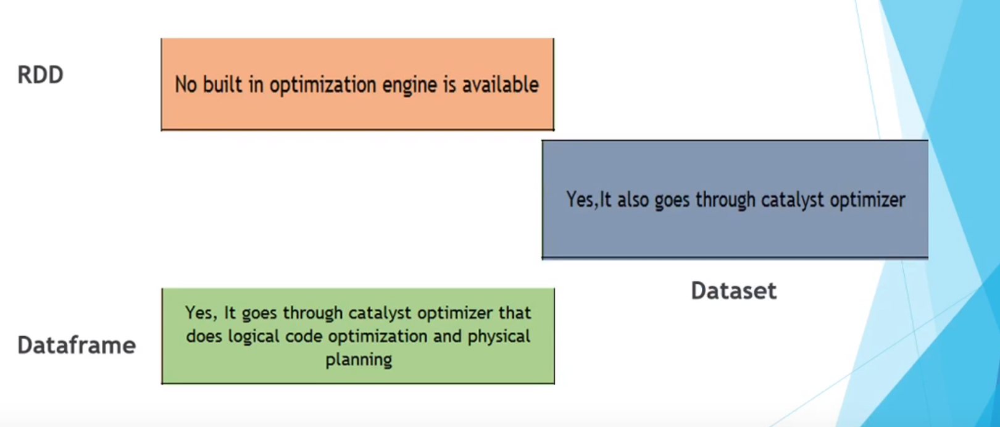 RDD
No built in optimization engine is available
Yes,It also goes through catalyst optimizer
Dataset
Dataframe
Yes, It goes through catalyst optimizer that
does logical code optimization and physical
planning